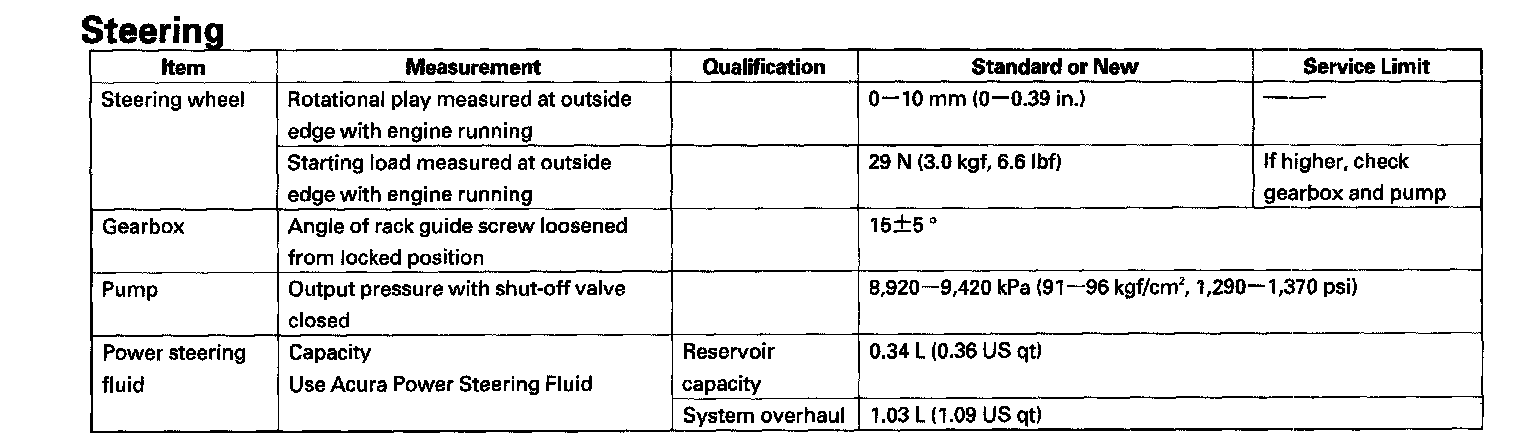 Steering
Item Measurement Qualification Standard or New Service Limit
Steering wheel Rotational play measured at outside 0—10 mm (0—0.39 in.) ———
edge with engine running
Starting load measured at outside 29 N (3.0 kgf, 6.6 lbf) If higher, check
edge with engine running gearbox and pump
Gearbox Angle of rack guide screw loosened 15±5 °
from locked position
Pump Output pressure with shut-off valve 8,920—9,420 kPa (91—96 kgf/cm², 1,290—1,370 psi)
closed
Power steering Capacity Reservoir 0.34 L (0.36 US qt)
fluid Use Acura Power Steering Fluid capacity
System overhaul 1.03 L (1.09 US qt)